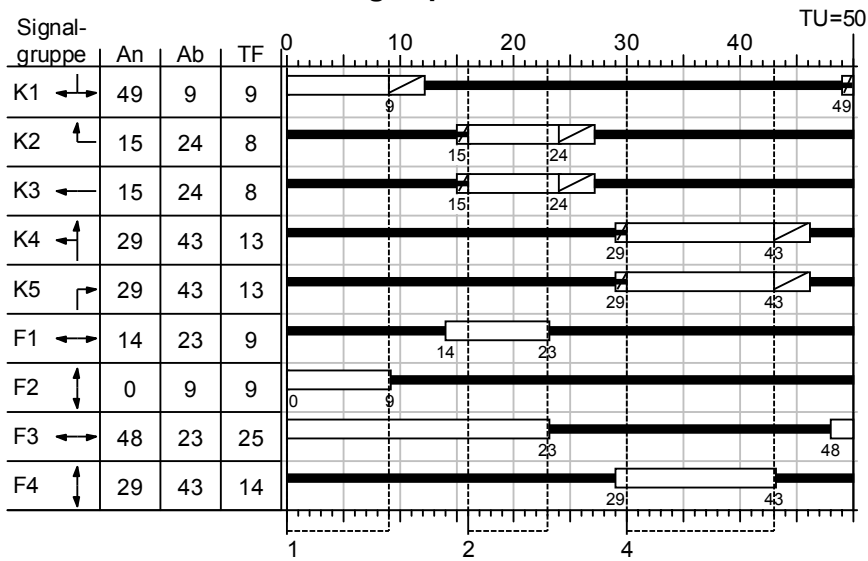 TU=50
Signal-
gruppe An Ab TF 0 10 20 30 40
K1 49 9 9 9 49
K2 15 24 8 15 24
K3 15 24 8 15 24
K4 29 43 13 29 43
K5 29 43 13 29 43
F1 14 23 9 14 23
F2 0 9 9 0 9
F3 48 23 25 23 48
F4 29 43 14 29 43
1 2 4